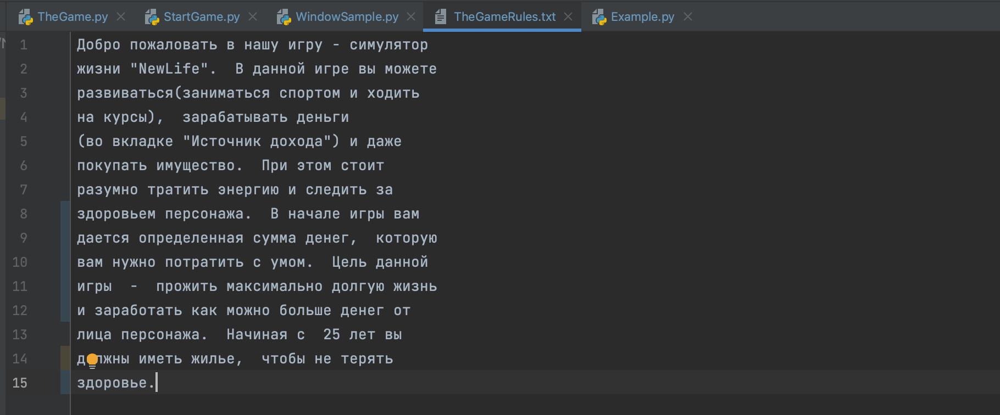 TheGame.py StartGame.py WindowSample.py TheGameRules.txt Example.py
1 Добро пожаловать в нашу игру - симулятор
2 жизни "NewLife".  В данной игре вы можете
3 развиваться(заниматься спортом и ходить
4 на курсы),  зарабатывать деньги
5 (во вкладке "Источник дохода") и даже
6 покупать имущество.  При этом стоит
7 разумно тратить энергию и следить за
8 здоровьем персонажа.  В начале игры вам
9 дается определенная сумма денег,  которую
10 вам нужно потратить с умом.  Цель данной
11 игры  -  прожить максимально долгую жизнь
12 и заработать как можно больше денег от
13 лица персонажа.  Начиная с  25 лет вы
14 должны иметь жилье,  чтобы не терять
15 здоровье.